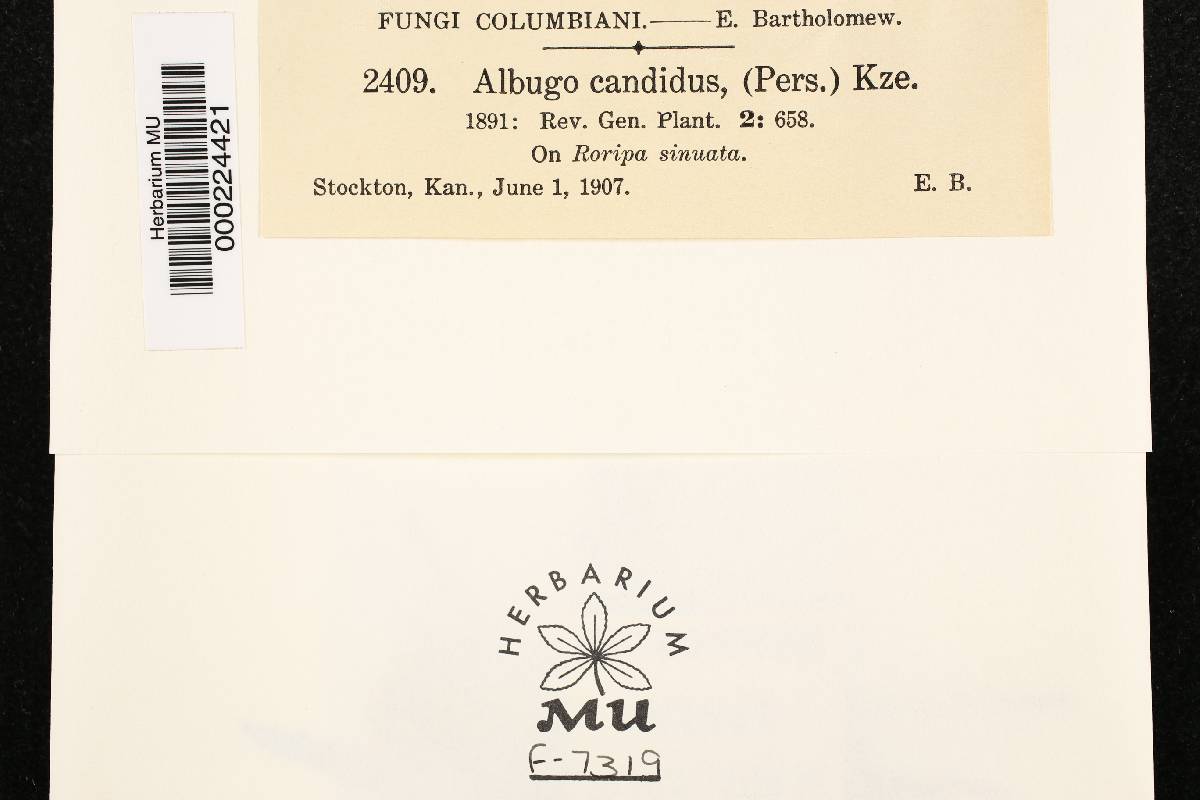 FUNGI COLUMBIANI.——E. Bartholomew.
2409. Albugo candidus, (Pers.) Kze.
1891: Rev. Gen. Plant. 2: 658.
On Roripa sinuata.
Stockton, Kan., June 1, 1907. E. B.
Herbarium MU
000224421
HERBARIUM
MU
F-7319